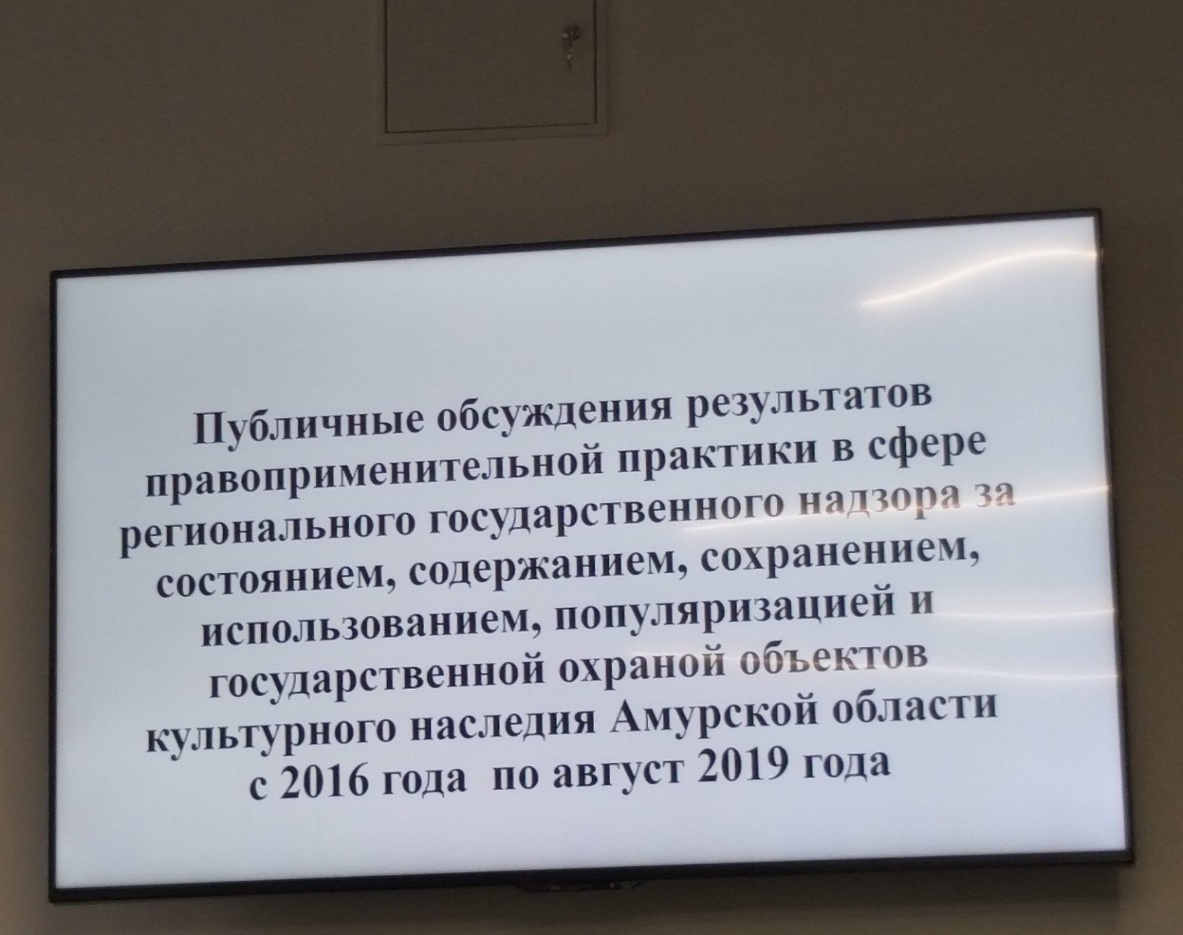 Публичные обсуждения результатов
правоприменительной практики в сфере
регионального государственного надзора за
состоянием, содержанием, сохранением,
использованием, популяризацией и
государственной охраной объектов
культурного наследия Амурской области
с 2016 года по август 2019 года